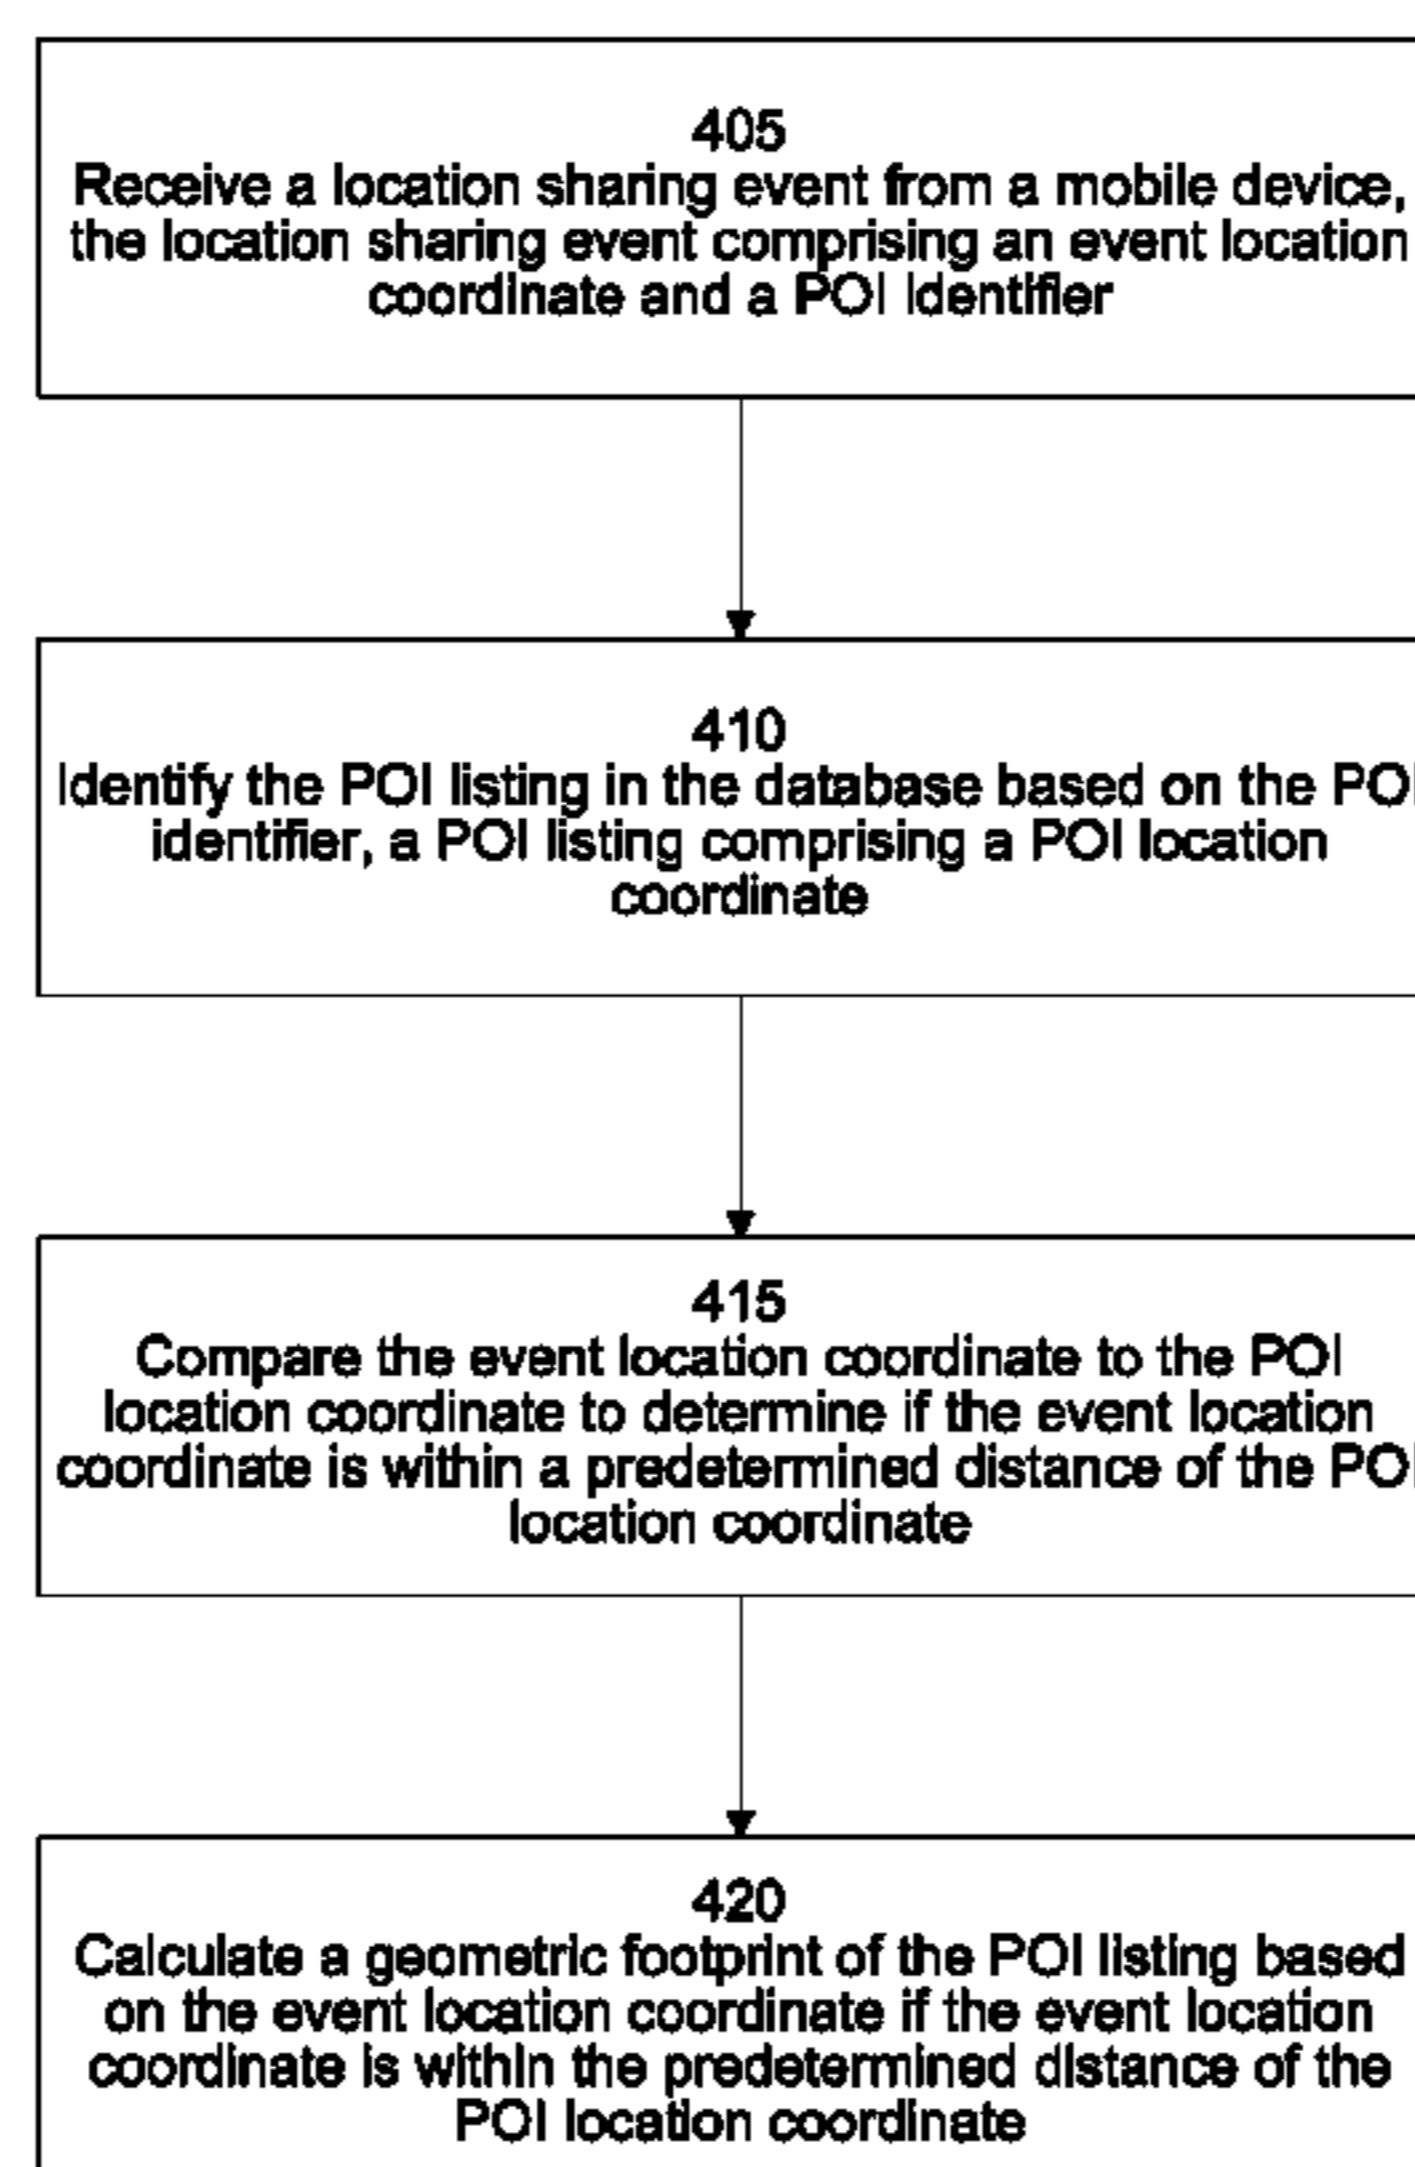 405
Receive a location sharing event from a mobile device,
the location sharing event comprising an event location
coordinate and a POI identifier
410
Identify the POI listing in the database based on the POI
identifier, a POI listing comprising a POI location
coordinate
415
Compare the event location coordinate to the POI
location coordinate to determine if the event location
coordinate is within a predetermined distance of the POI
location coordinate
420
Calculate a geometric footprint of the POI listing based
on the event location coordinate if the event location
coordinate is within the predetermined distance of the
POI location coordinate